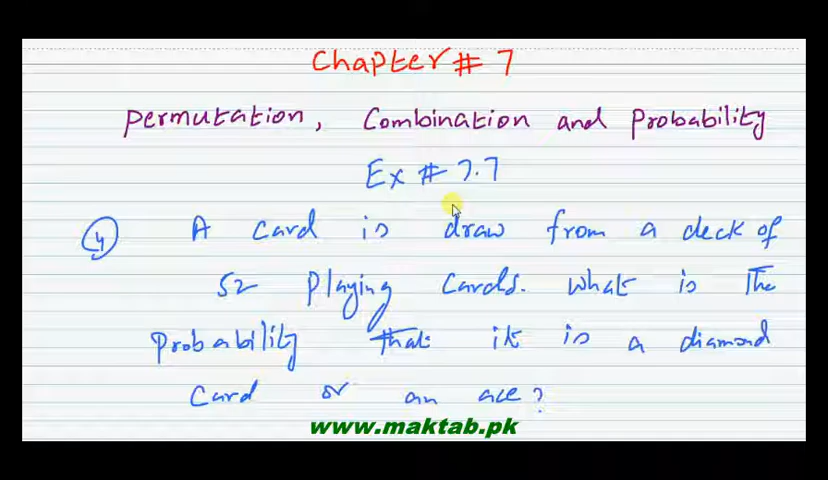 Chapter # 7
Permutation, Combination and Probability
Ex # 7.7
4 A card is draw from a deck of
52 Playing Cards. What is The
Probability that it is a diamond
Card or an ace?
www.maktab.pk